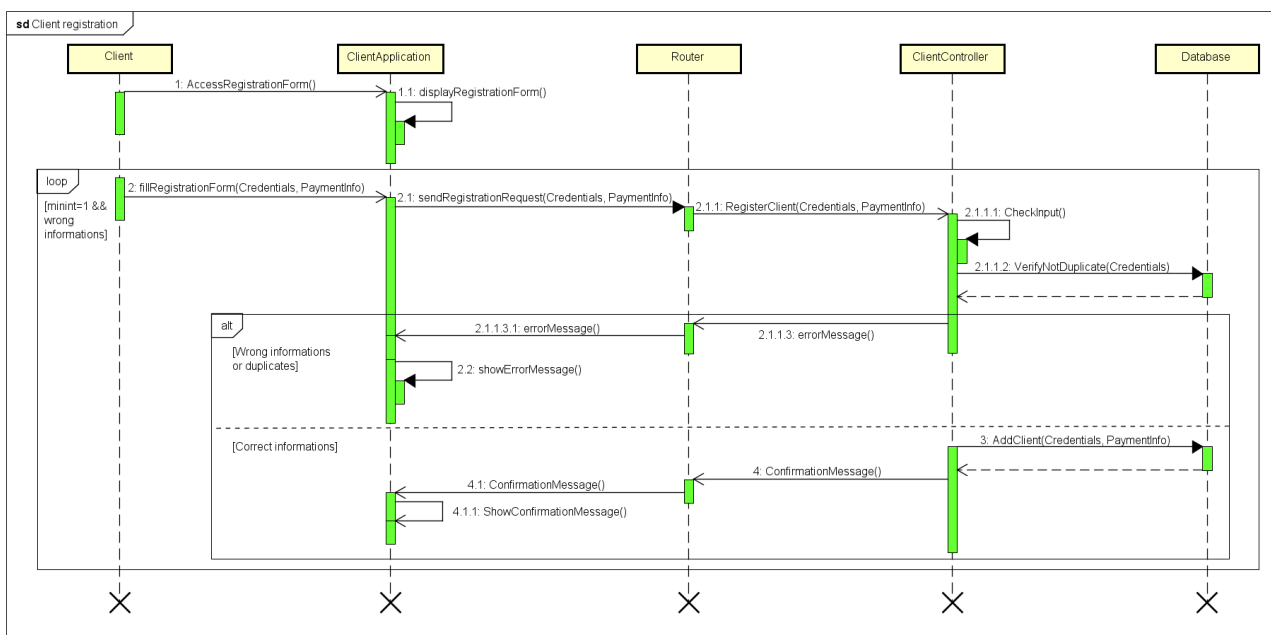 sd Client registration
Client
ClientApplication
Router
ClientController
Database
1: AccessRegistrationForm()
1.1: displayRegistrationForm()
loop
[minint=1 &&
wrong
informations]
2: fillRegistrationForm(Credentials, PaymentInfo)
2.1: sendRegistrationRequest(Credentials, PaymentInfo)
2.1.1: RegisterClient(Credentials, PaymentInfo)
2.1.1.1: CheckInput()
2.1.1.2: VerifyNotDuplicate(Credentials)
alt
[Wrong informations
or duplicates]
2.1.1.3.1: errorMessage()
2.1.1.3: errorMessage()
2.2: showErrorMessage()
[Correct informations]
3: AddClient(Credentials, PaymentInfo)
4: ConfirmationMessage()
4.1: ConfirmationMessage()
4.1.1: ShowConfirmationMessage()